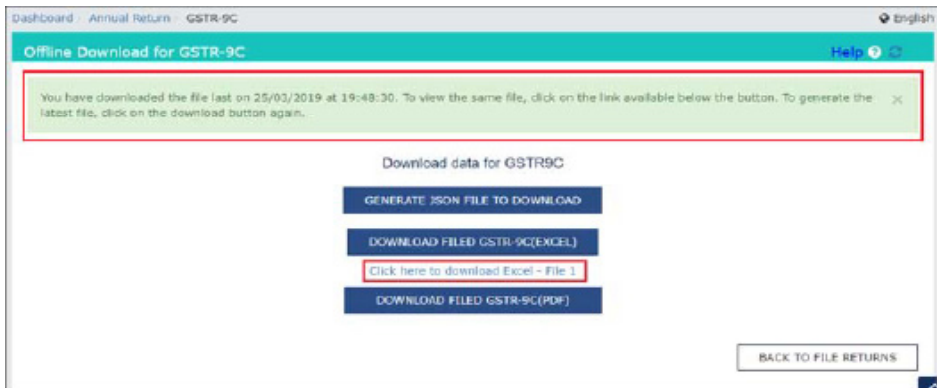 Dashboard / Annual Return / GSTR-9C English
Offline Download for GSTR-9C Help ?
You have downloaded the file last on 25/03/2019 at 19:48:30. To view the same file, click on the link available below the button. To generate the ×
latest file, click on the download button again.
Download data for GSTR9C
GENERATE JSON FILE TO DOWNLOAD
DOWNLOAD FILED GSTR-9C(EXCEL)
Click here to download Excel - File 1
DOWNLOAD FILED GSTR-9C(PDF)
BACK TO FILE RETURNS